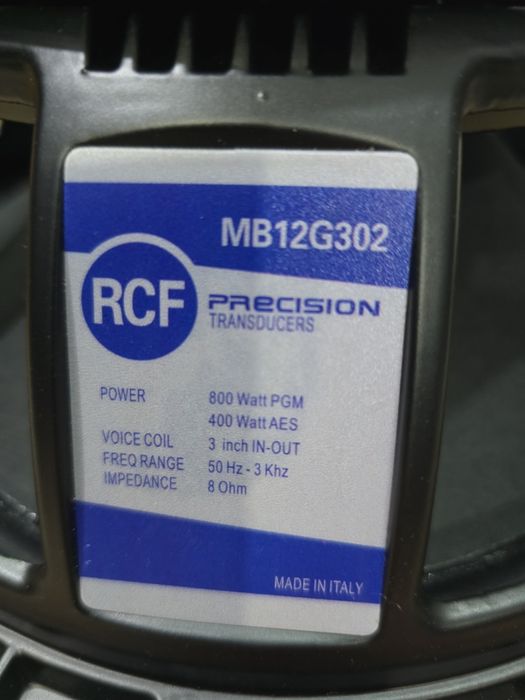 MB12G302
RCF
PRECISION
TRANSDUCERS
POWER 800 Watt PGM
400 Watt AES
VOICE COIL 3 inch IN-OUT
FREQ RANGE 50 Hz - 3 Khz
IMPEDANCE 8 Ohm
MADE IN ITALY